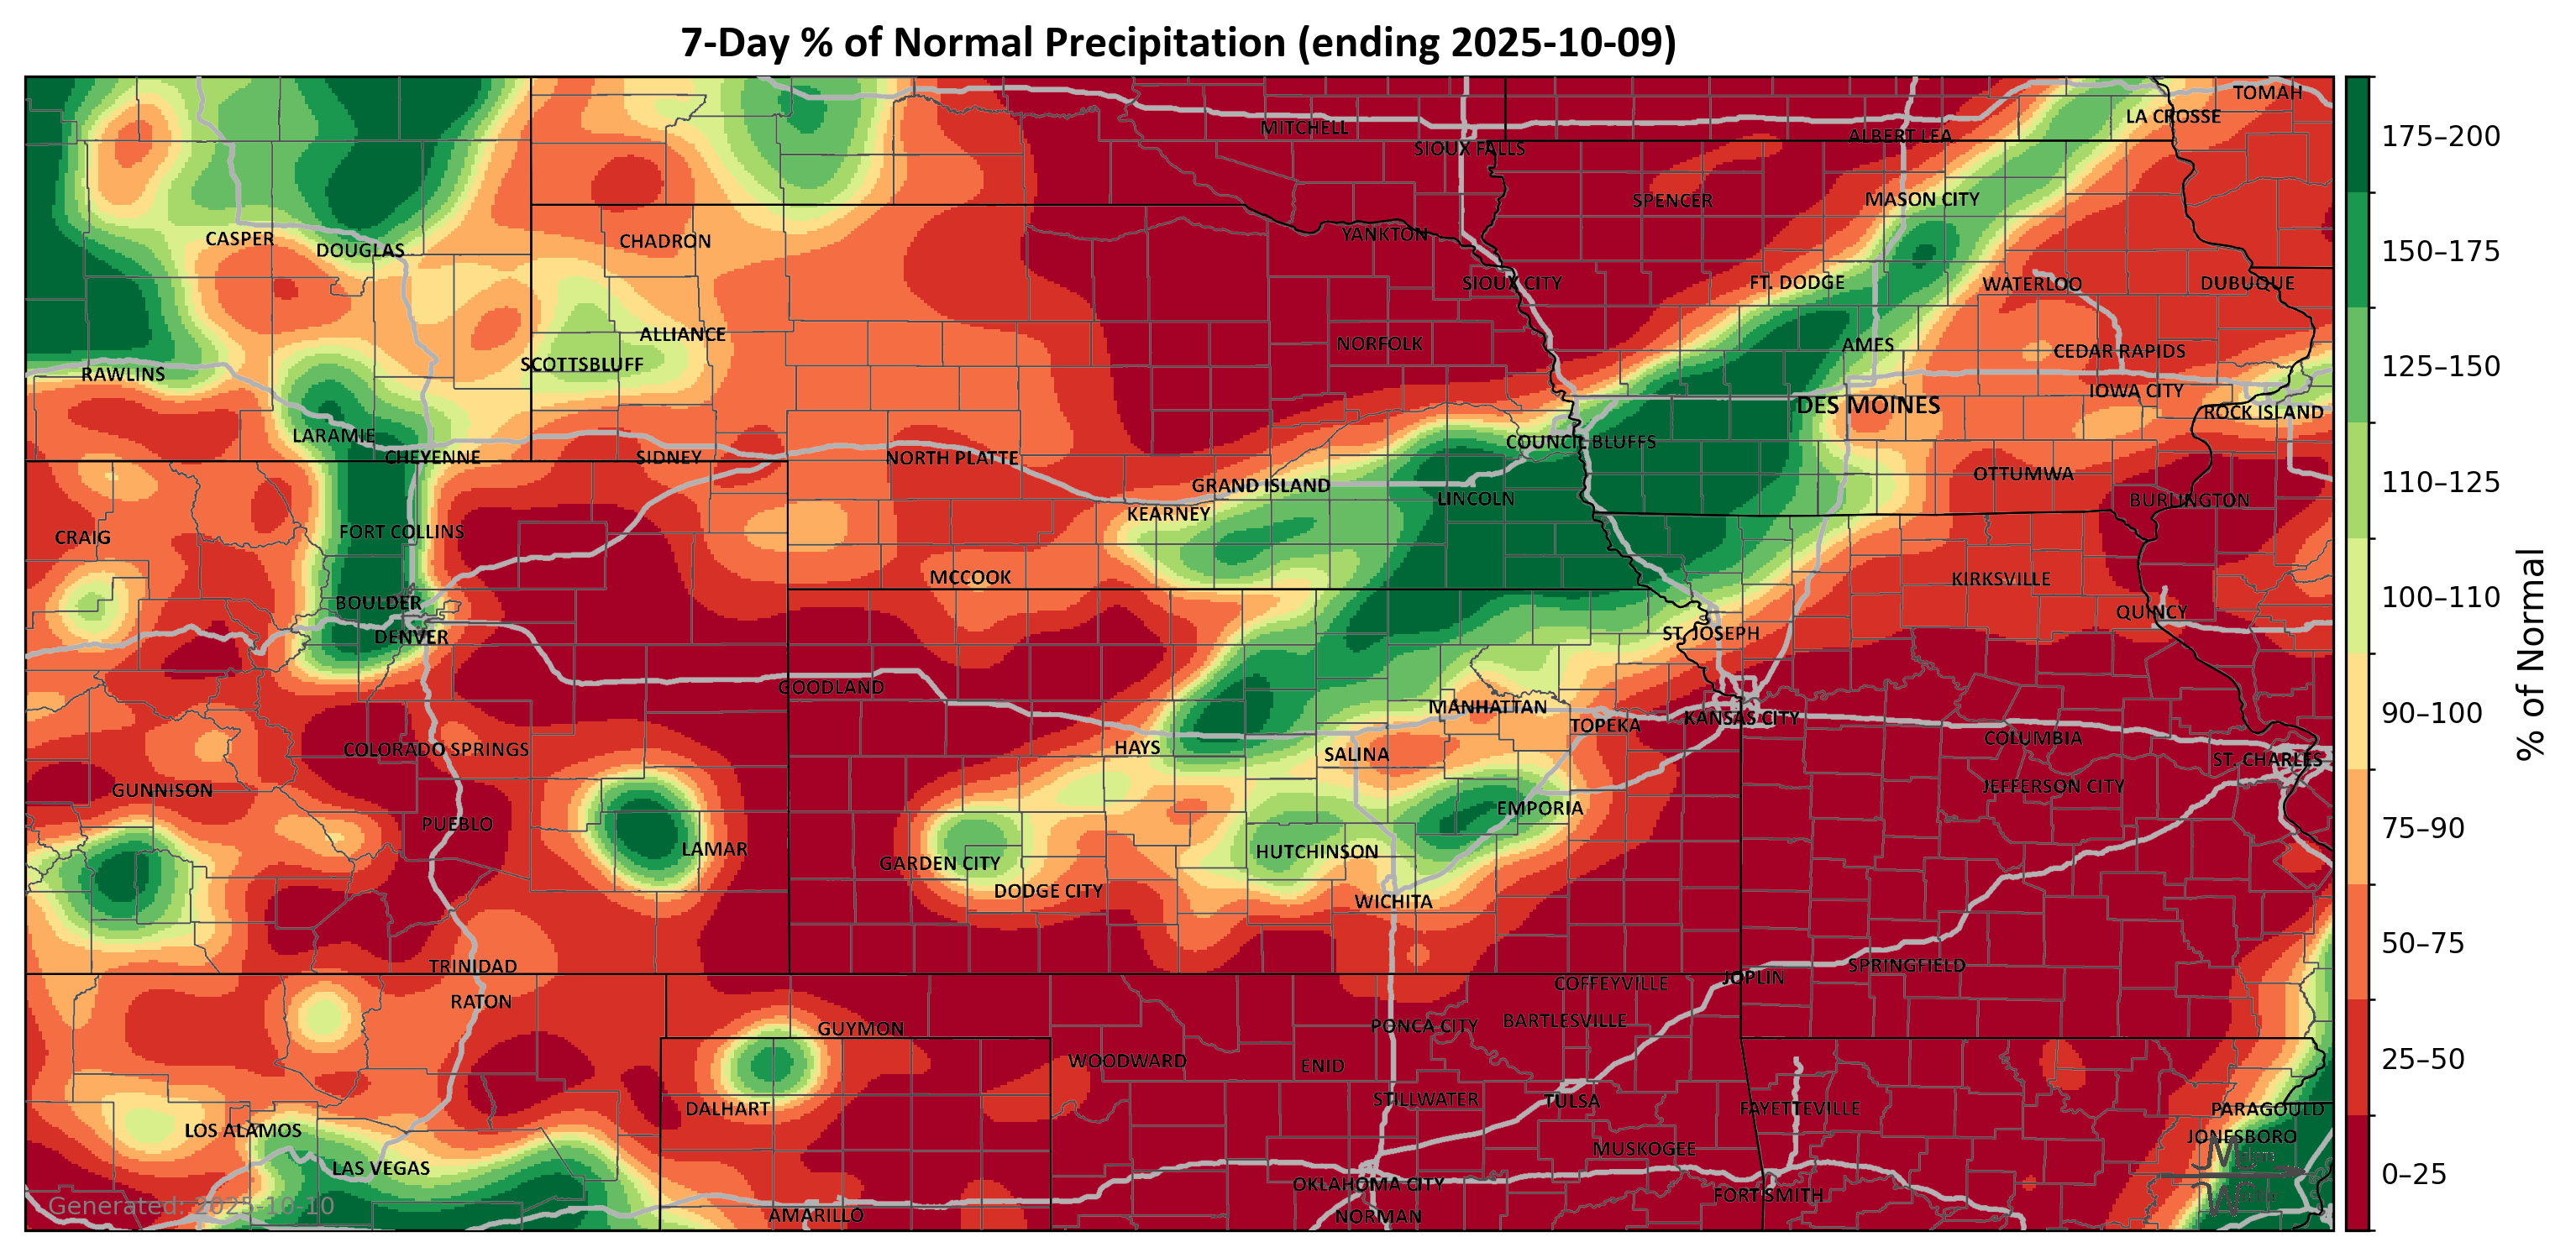 7-Day % of Normal Precipitation (ending 2025-10-09)
TOMAH
LA CROSSE
MITCHELL
ALBERT LEA
SIOUX FALLS
SPENCER
MASON CITY
YANKTON
CASPER
CHADRON
DOUGLAS
SIOUX CITY
FT. DODGE
WATERLOO
DUBUQUE
ALLIANCE
NORFOLK
AMES
CEDAR RAPIDS
SCOTTSBLUFF
RAWLINS
IOWA CITY
DES MOINES
ROCK ISLAND
LARAMIE
COUNCIL BLUFFS
CHEYENNE
SIDNEY
NORTH PLATTE
OTTUMWA
GRAND ISLAND
LINCOLN
BURLINGTON
KEARNEY
CRAIG
FORT COLLINS
MCCOOK
KIRKSVILLE
BOULDER
QUINCY
DENVER
ST. JOSEPH
GOODLAND
MANHATTAN
KANSAS CITY
TOPEKA
COLORADO SPRINGS
HAYS
SALINA
COLUMBIA
ST. CHARLES
GUNNISON
JEFFERSON CITY
PUEBLO
EMPORIA
LAMAR
GARDEN CITY
HUTCHINSON
DODGE CITY
WICHITA
TRINIDAD
SPRINGFIELD
JOPLIN
COFFEYVILLE
RATON
GUYMON
PONCA CITY
BARTLESVILLE
WOODWARD
ENID
DALHART
STILLWATER
TULSA
FAYETTEVILLE
PARAGOULD
LOS ALAMOS
JONESBORO
MUSKOGEE
LAS VEGAS
OKLAHOMA CITY
FORT SMITH
AMARILLO
NORMAN
Generated: 2025-10-10
175–200
150–175
125–150
110–125
100–110
90–100
75–90
50–75
25–50
0–25
% of Normal